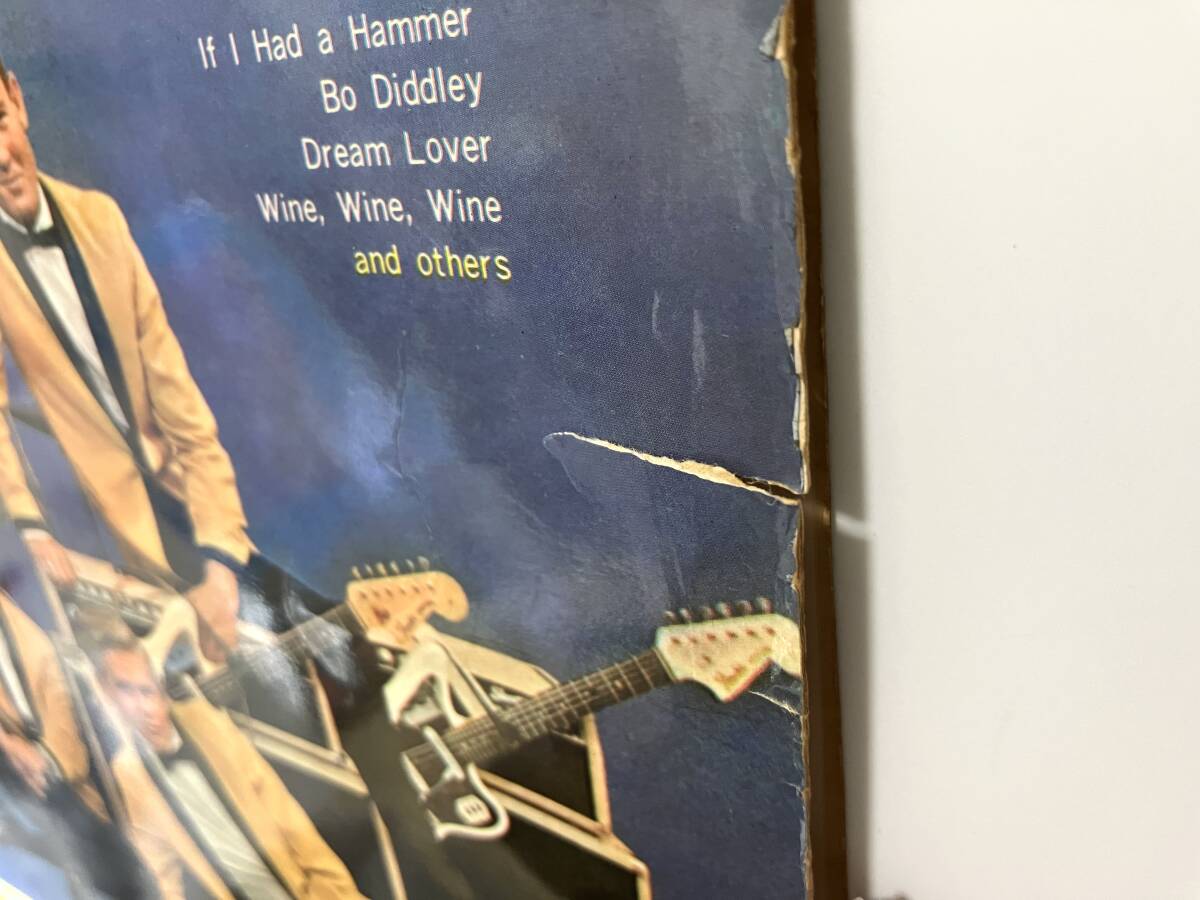 If I Had a Hammer
Bo Diddley
Dream Lover
Wine, Wine, Wine
and others